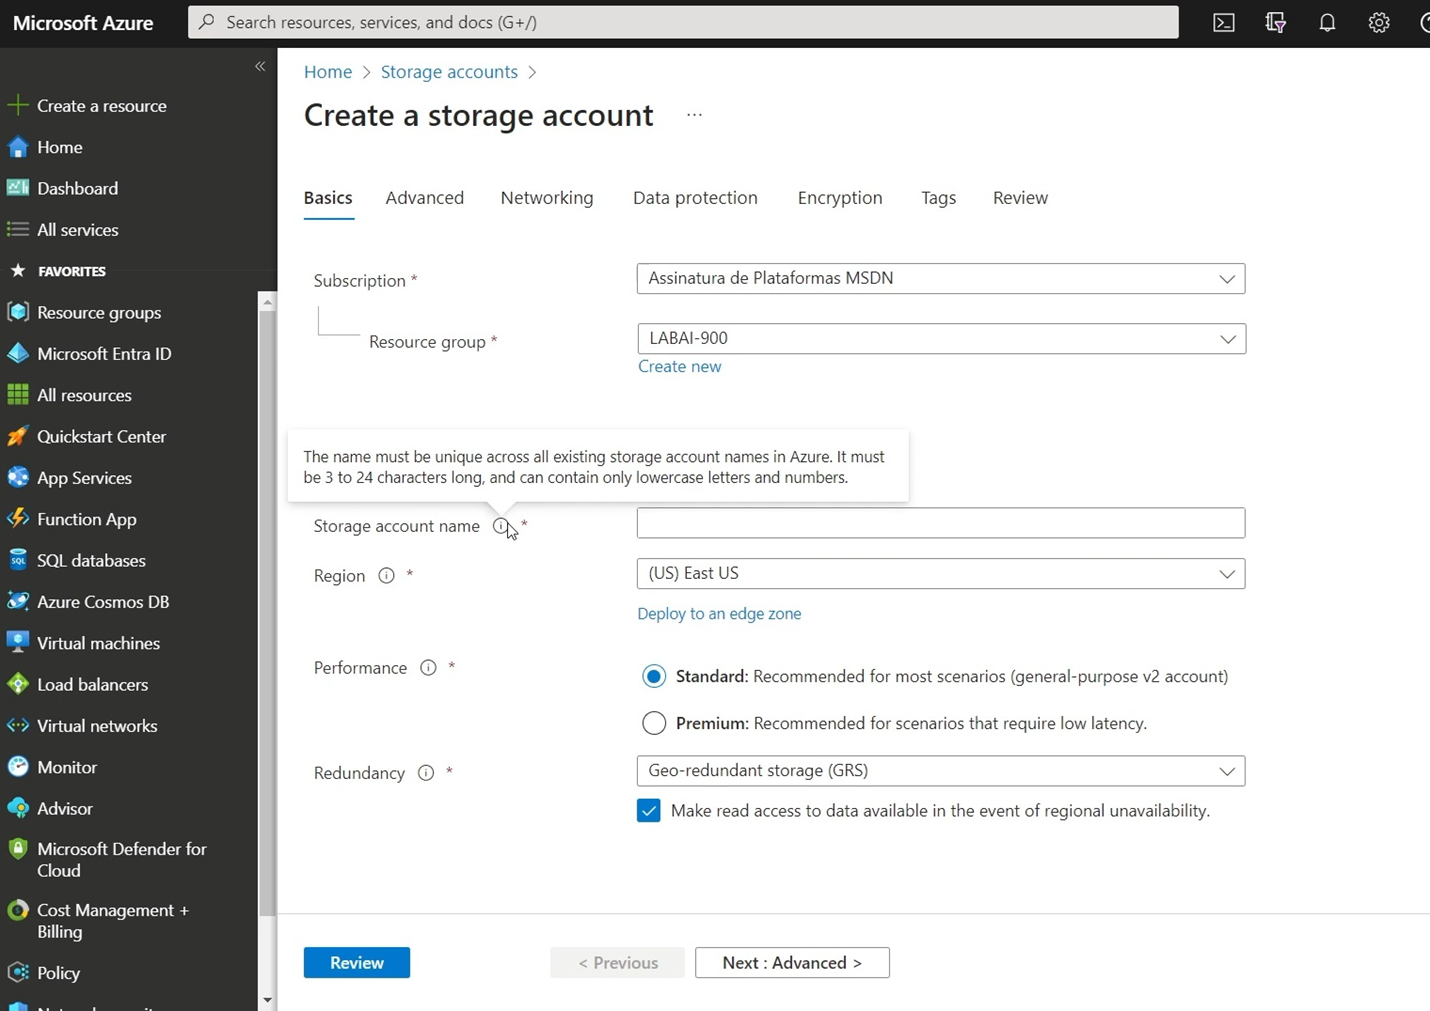 Microsoft Azure
Search resources, services, and docs (G+/)
Create a resource
Home
Dashboard
All services
FAVORITES
Resource groups
Microsoft Entra ID
All resources
Quickstart Center
App Services
Function App
SQL databases
Azure Cosmos DB
Virtual machines
Load balancers
Virtual networks
Monitor
Advisor
Microsoft Defender for
Cloud
Cost Management +
Billing
Policy
Home > Storage accounts >
Create a storage account ...
Basics Advanced Networking Data protection Encryption Tags Review
Subscription * Assinatura de Plataformas MSDN
Resource group * LABAI-900
Create new
The name must be unique across all existing storage account names in Azure. It must
be 3 to 24 characters long, and can contain only lowercase letters and numbers.
Storage account name *
Region * (US) East US
Deploy to an edge zone
Performance *
Standard: Recommended for most scenarios (general-purpose v2 account)
Premium: Recommended for scenarios that require low latency.
Redundancy * Geo-redundant storage (GRS)
Make read access to data available in the event of regional unavailability.
Review < Previous Next : Advanced >